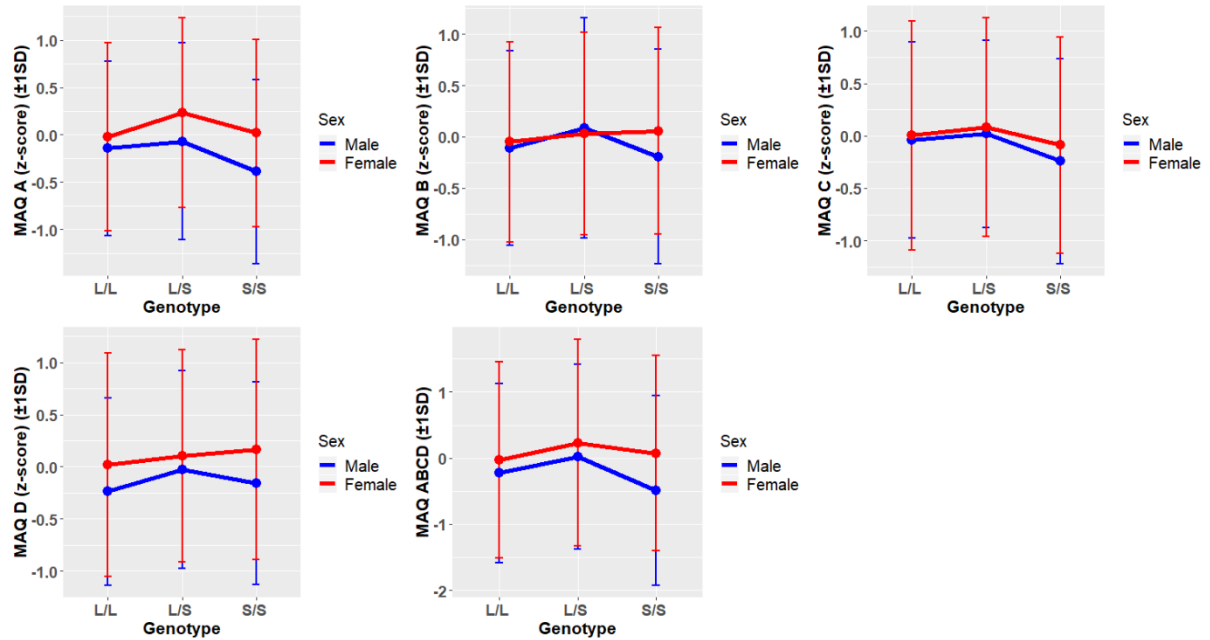 MAQ A (z-score) (±1SD)
1.0
0.5
0.0
-0.5
-1.0
L/L L/S S/S
Genotype
Sex
Male
Female
MAQ B (z-score) (±1SD)
1.0
0.5
0.0
-0.5
-1.0
L/L L/S S/S
Genotype
Sex
Male
Female
MAQ C (z-score) (±1SD)
1.0
0.5
0.0
-0.5
-1.0
L/L L/S S/S
Genotype
Sex
Male
Female
MAQ D (z-score) (±1SD)
1.0
0.5
0.0
-0.5
-1.0
L/L L/S S/S
Genotype
Sex
Male
Female
MAQ ABCD (±1SD)
1
0
-1
-2
L/L L/S S/S
Genotype
Sex
Male
Female